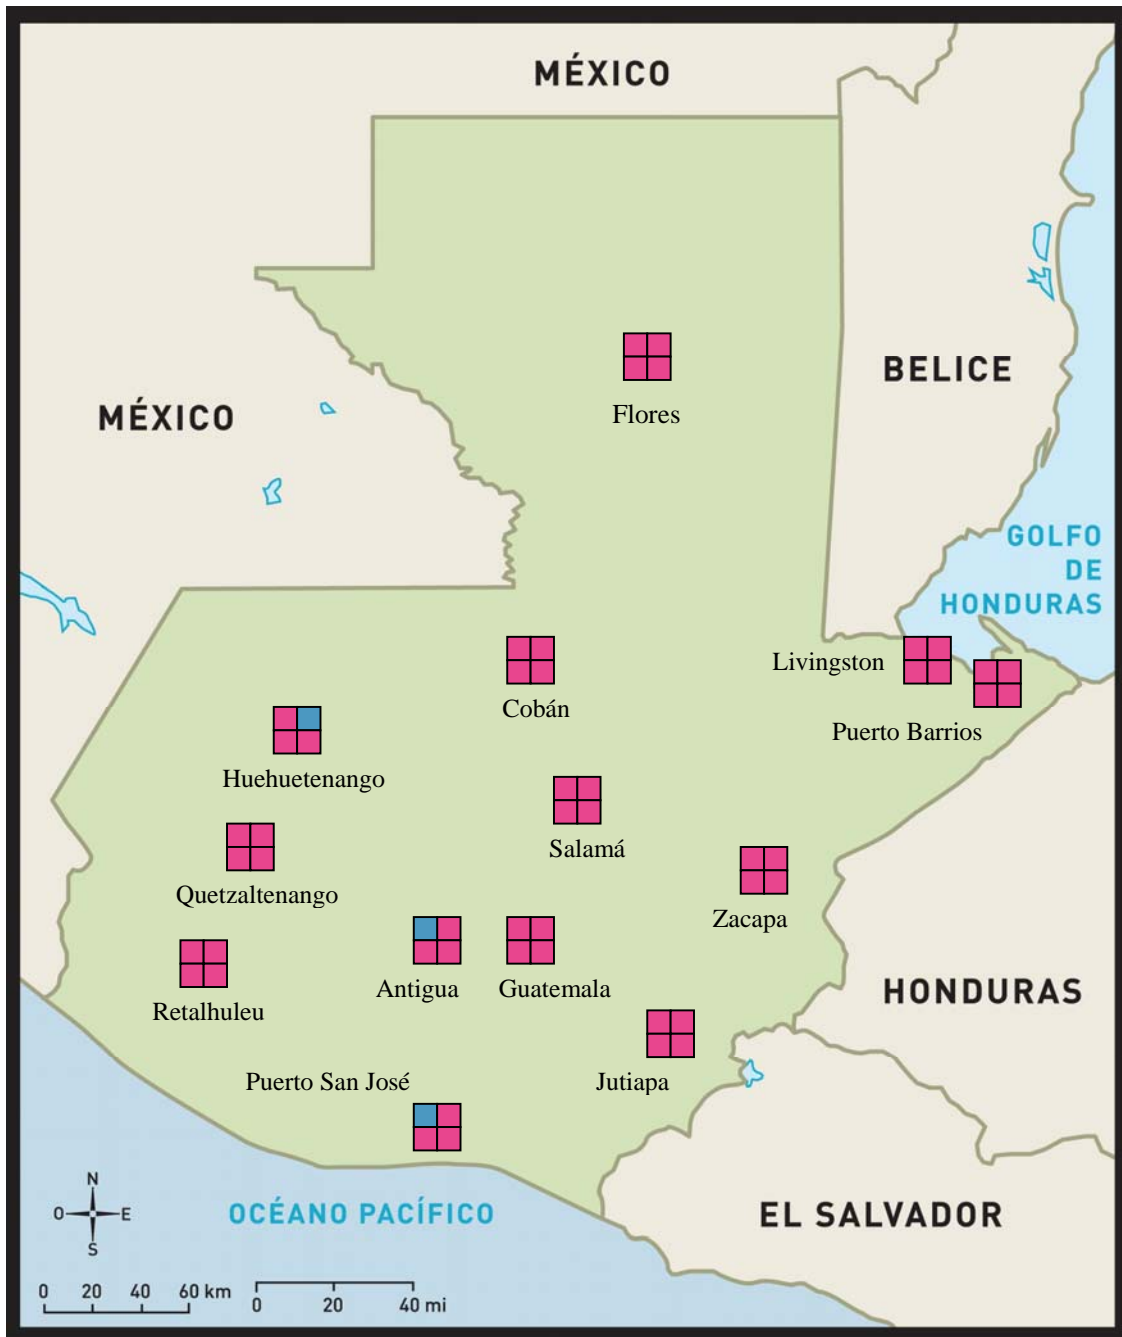 MÉXICO
MÉXICO
BELICE
Flores
GOLFO
DE
HONDURAS
Livingston
Puerto Barrios
Cobán
Huehuetenango
Salamá
Quetzaltenango
Zacapa
Antigua
Guatemala
Retalhuleu
HONDURAS
Jutiapa
Puerto San José
OCÉANO PACÍFICO
EL SALVADOR
N
O E
S
0 20 40 60 km
0 20 40 mi